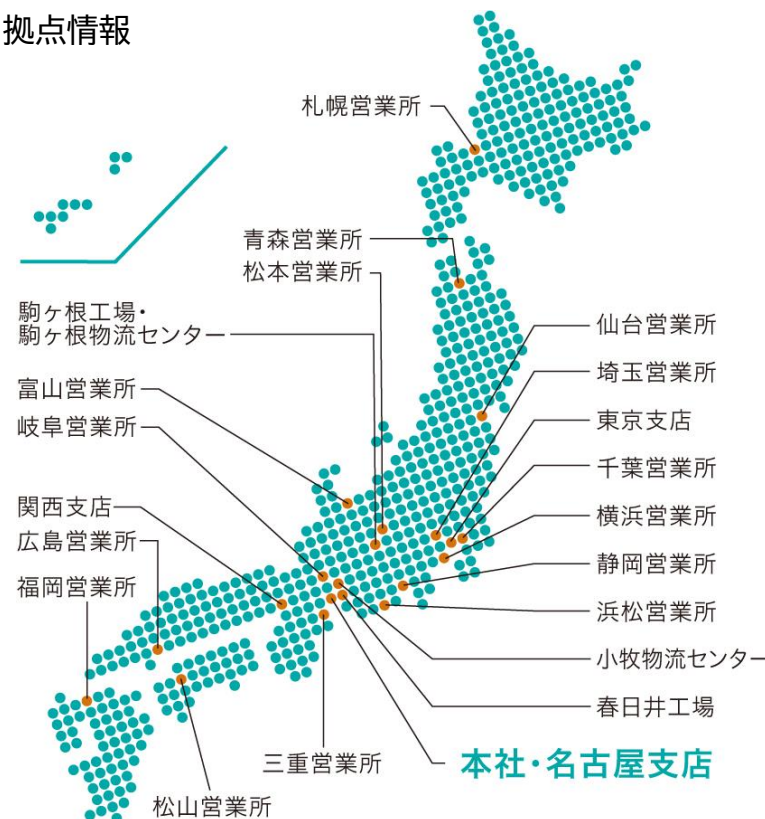 拠点情報
札幌営業所
青森営業所
松本営業所
駒ヶ根工場・
駒ヶ根物流センター
富山営業所
岐阜営業所
関西支店
広島営業所
福岡営業所
仙台営業所
埼玉営業所
東京支店
千葉営業所
横浜営業所
静岡営業所
浜松営業所
小牧物流センター
春日井工場
本社・名古屋支店
三重営業所
松山営業所